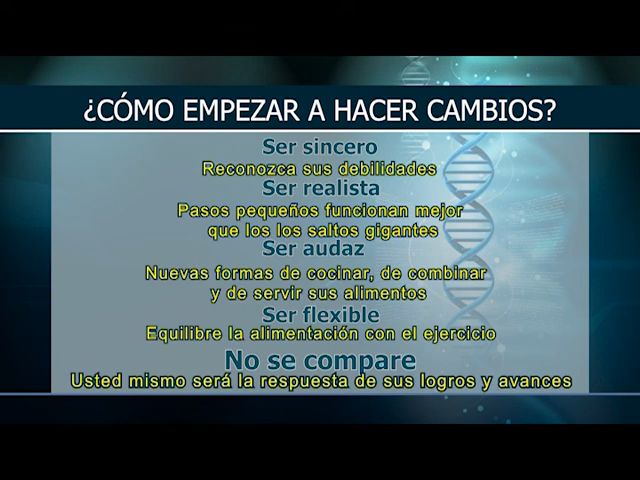 ¿CÓMO EMPEZAR A HACER CAMBIOS?
Ser sincero
Reconozca sus debilidades
Ser realista
Pasos pequeños funcionan mejor
que los los saltos gigantes
Ser audaz
Nuevas formas de cocinar, de combinar
y de servir sus alimentos
Ser flexible
Equilibre la alimentación con el ejercicio
No se compare
Usted mismo será la respuesta de sus logros y avances